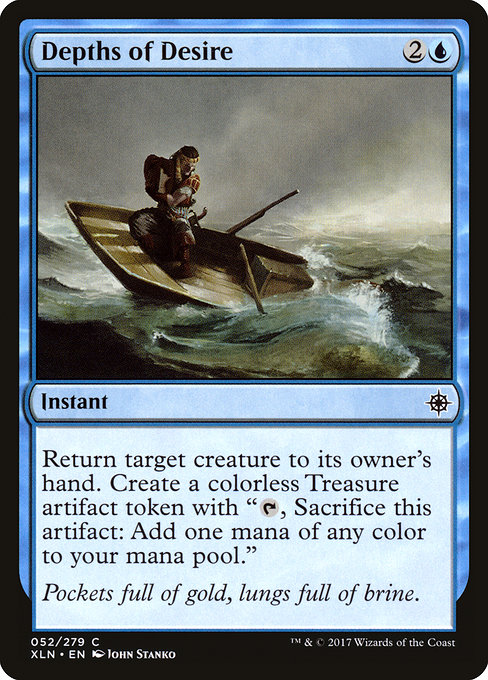 Depths of Desire 2
Instant
Return target creature to its owner's
hand. Create a colorless Treasure
artifact token with “, Sacrifice this
artifact: Add one mana of any color
to your mana pool.”
Pockets full of gold, lungs full of brine.
052/279 C
XLN • EN John Stanko
™ & © 2017 Wizards of the Coast